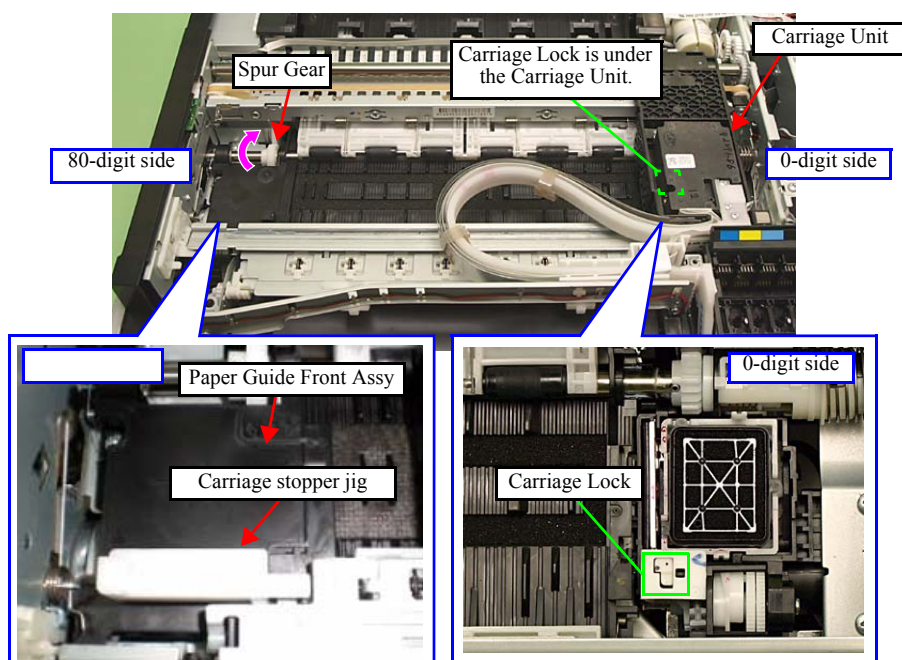 Spur Gear
Carriage Lock is under
the Carriage Unit.
Carriage Unit
80-digit side
0-digit side
Paper Guide Front Assy
Carriage stopper jig
0-digit side
Carriage Lock